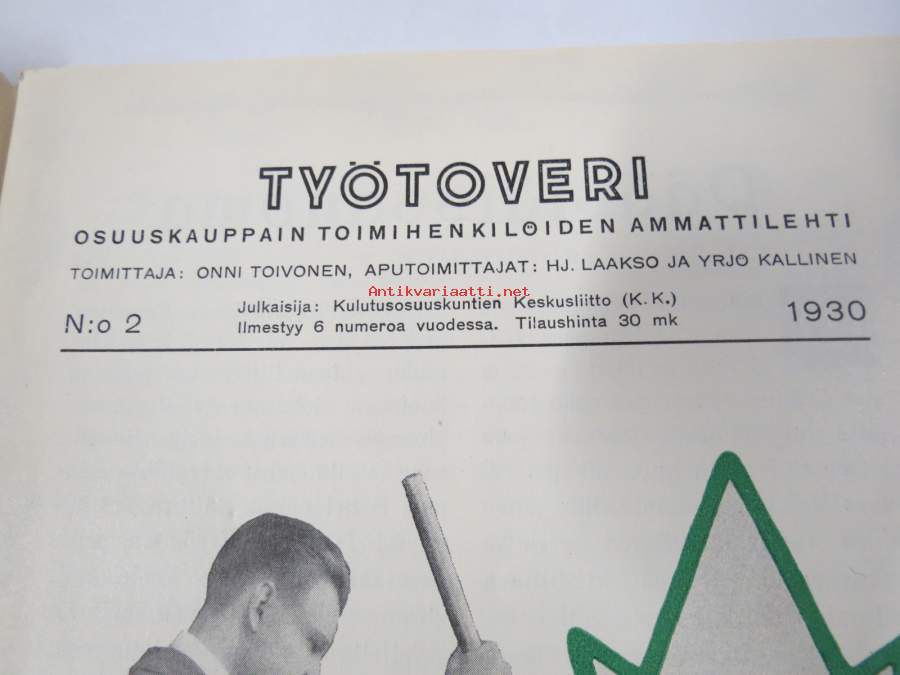 TYÖTOVERI
OSUUSKAUPPAIN TOIMIHENKILÖIDEN AMMATTILEHTI
TOIMITTAJA: ONNI TOIVONEN, APUTOIMITTAJAT: HJ. LAAKSO JA YRJÖ KALLINEN
Antikvariaatti.net
N:o 2
Julkaisija: Kulutusosuuskuntien Keskusliitto (K. K.)
Ilmestyy 6 numeroa vuodessa. Tilaushinta 30 mk
1930